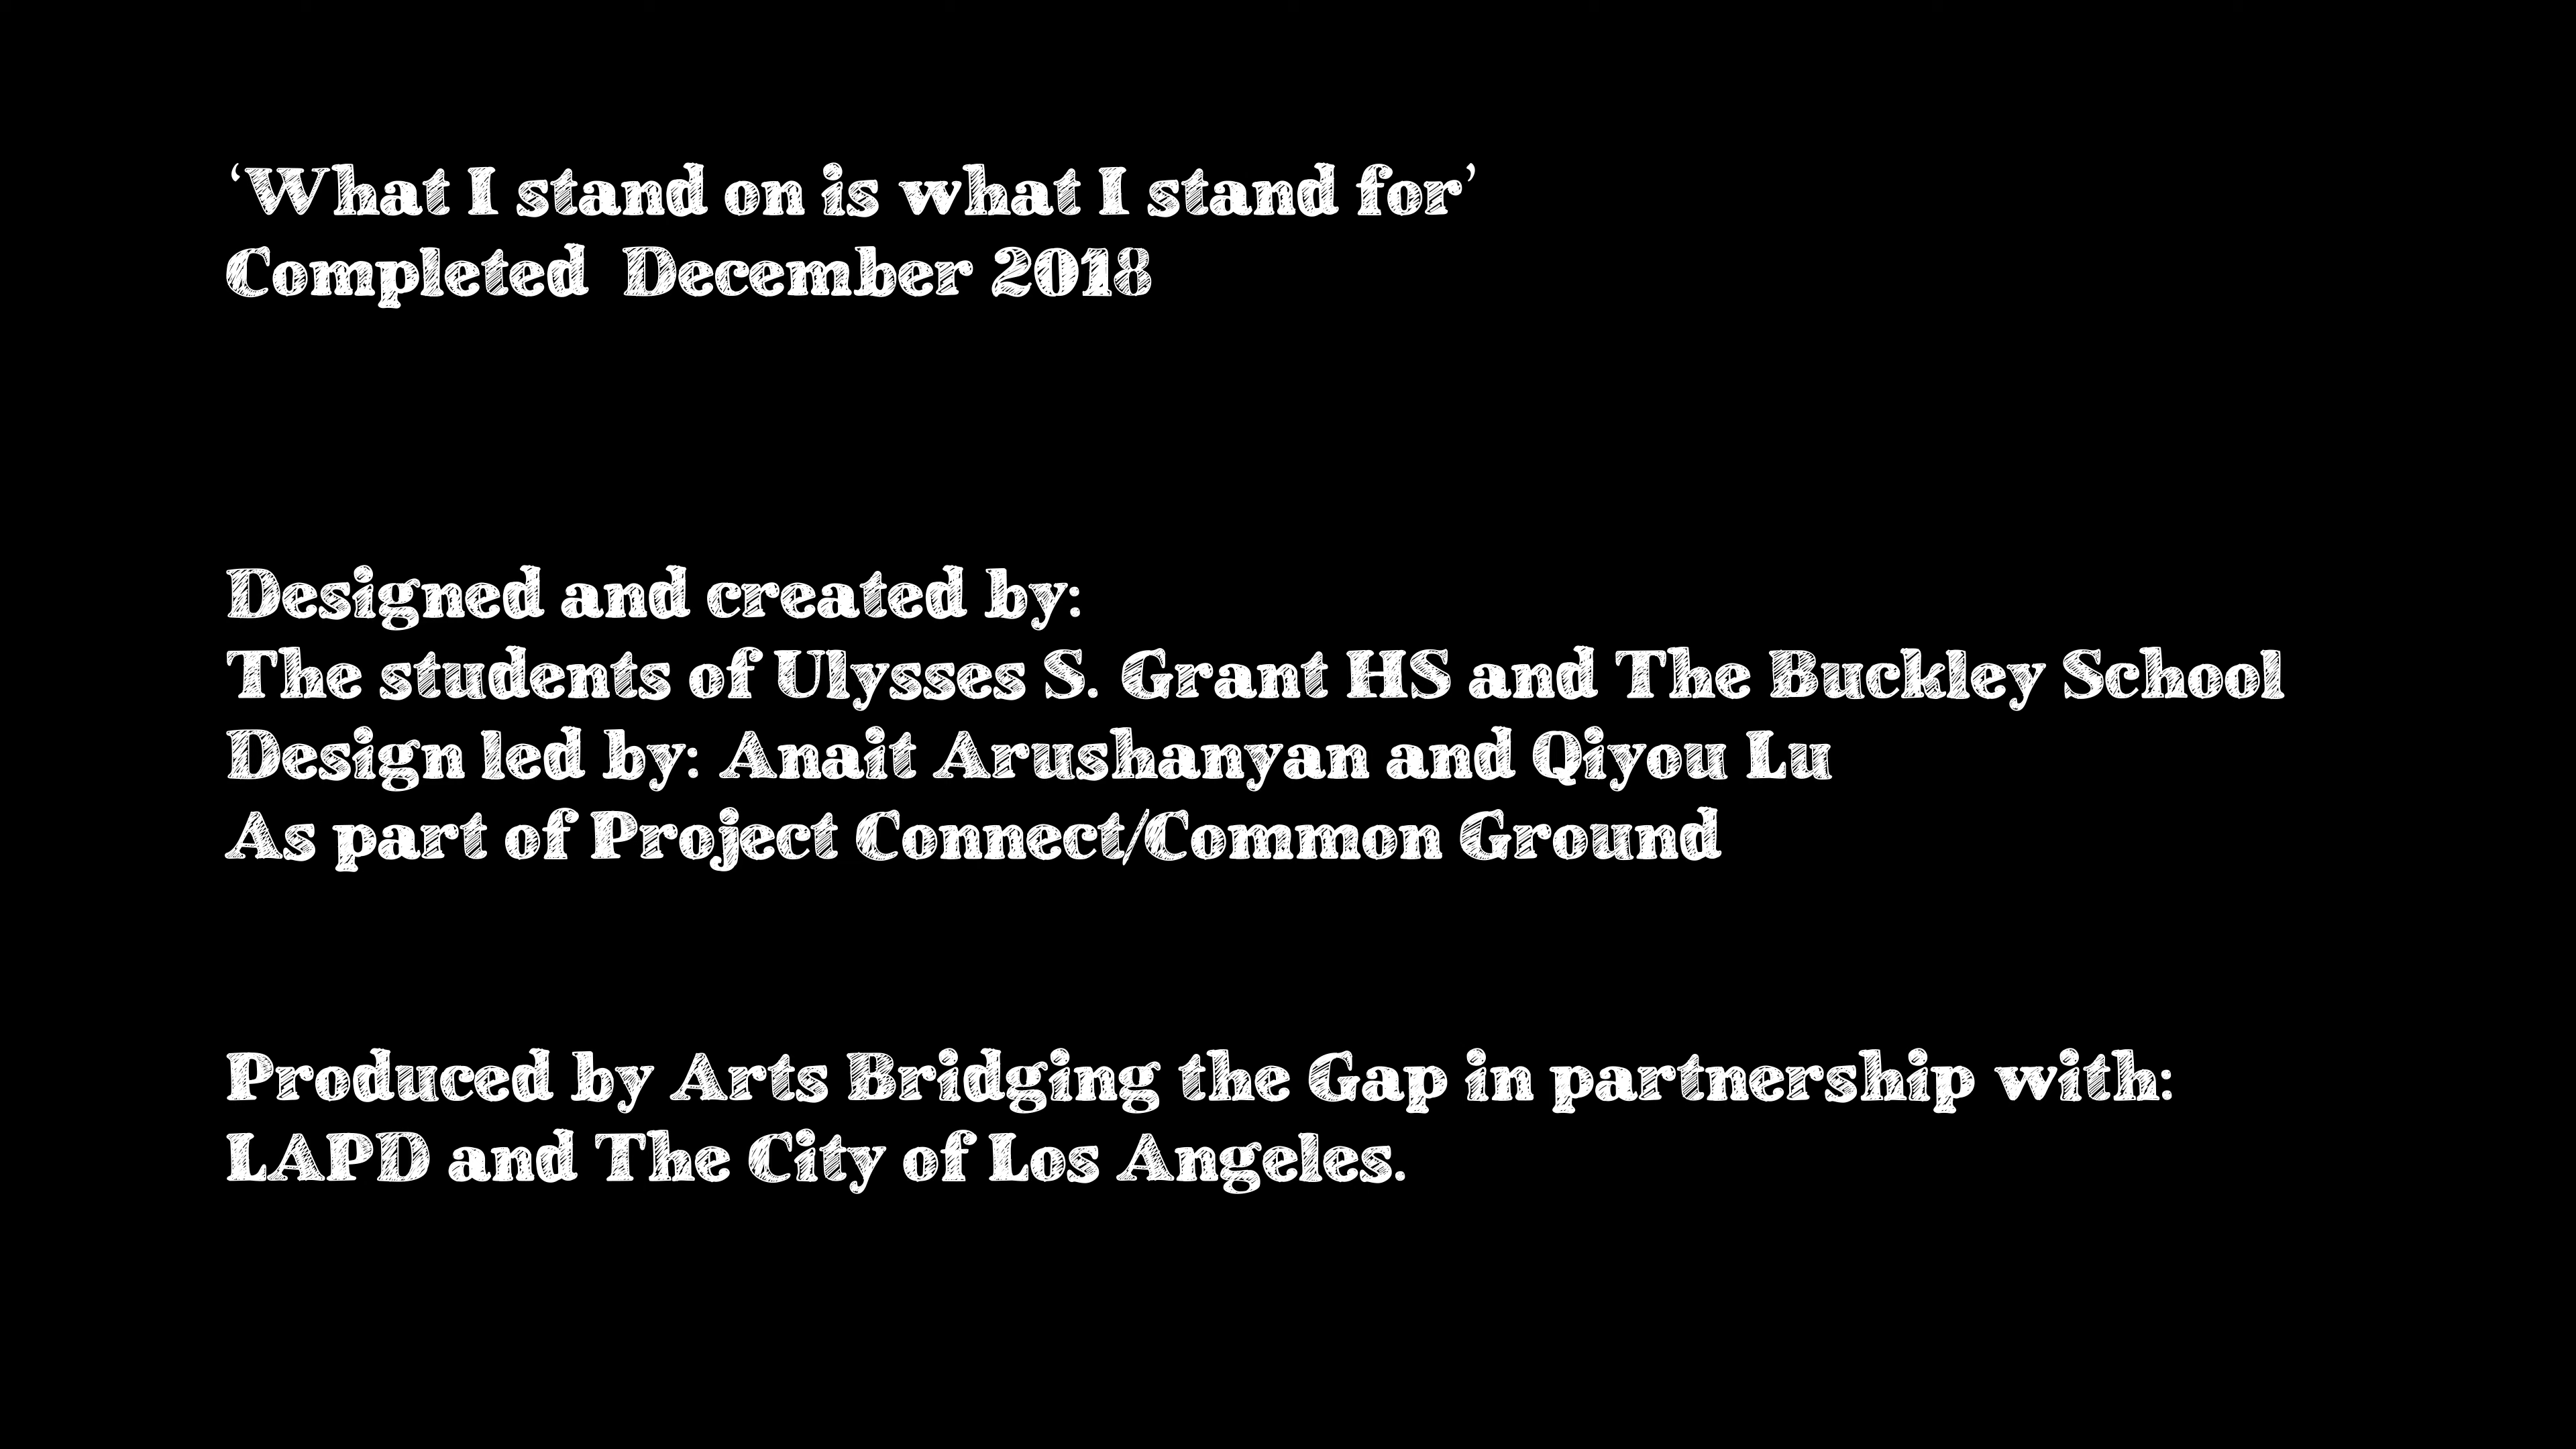 ‘What I stand on is what I stand for’
Completed  December 2018
Designed and created by:
The students of Ulysses S. Grant HS and The Buckley School
Design led by: Anait Arushanyan and Qiyou Lu
As part of Project Connect/Common Ground
Produced by Arts Bridging the Gap in partnership with:
LAPD and The City of Los Angeles.